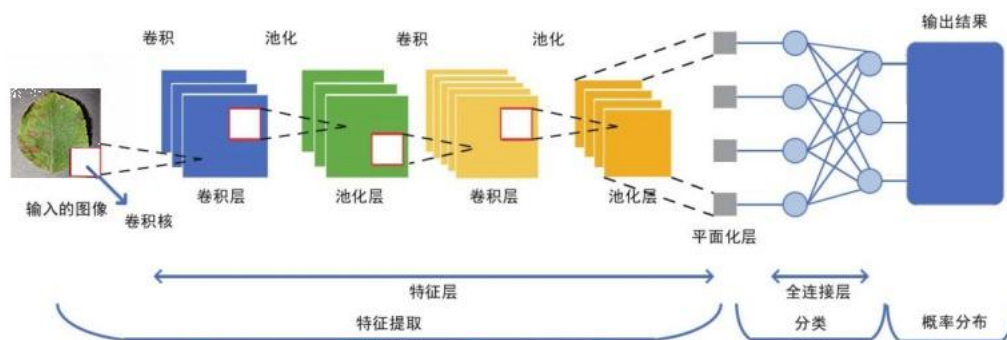 卷积
池化
卷积
池化
输出结果
输入的图像
卷积核
卷积层
池化层
卷积层
池化层
平面化层
特征层
全连接层
特征提取
分类
概率分布